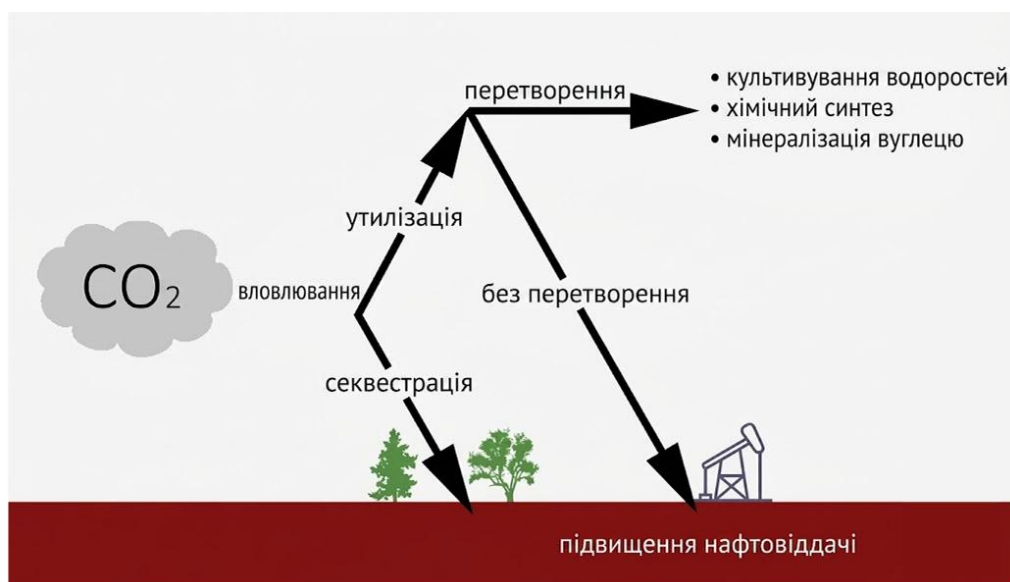 перетворення
• культивування водоростей
• хімічний синтез
• мінералізація вуглецю
утилізація
CO₂
вловлювання
без перетворення
секвестрація
підвищення нафтовіддачі